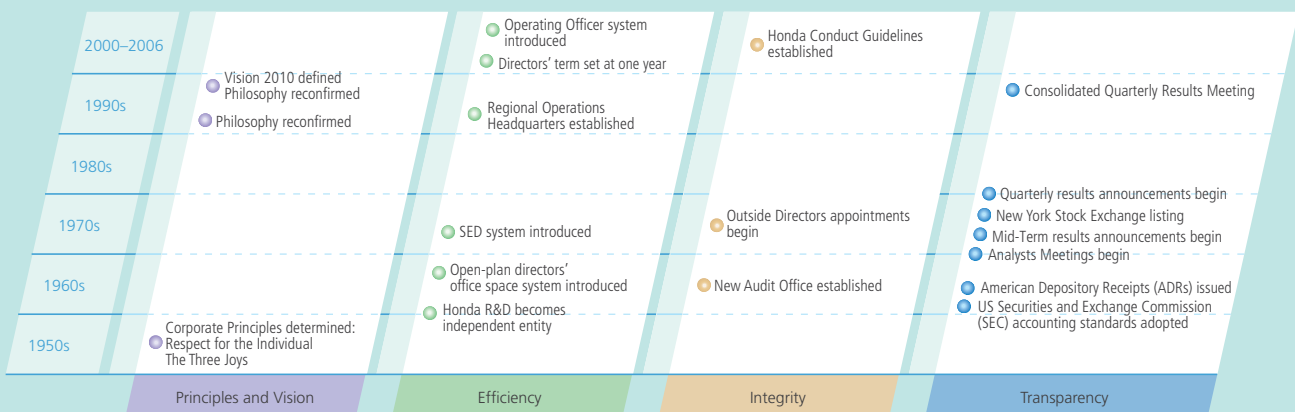 2000–2006
Operating Officer system
introduced
Directors’ term set at one year
Honda Conduct Guidelines
established
1990s
Vision 2010 defined
Philosophy reconfirmed
Philosophy reconfirmed
Regional Operations
Headquarters established
Consolidated Quarterly Results Meeting
1980s
1970s
SED system introduced
Outside Directors appointments
begin
Quarterly results announcements begin
New York Stock Exchange listing
Mid-Term results announcements begin
Analysts Meetings begin
1960s
Open-plan directors’
office space system introduced
Honda R&D becomes
independent entity
New Audit Office established
American Depository Receipts (ADRs) issued
US Securities and Exchange Commission
(SEC) accounting standards adopted
1950s
Corporate Principles determined:
Respect for the Individual
The Three Joys
Principles and Vision
Efficiency
Integrity
Transparency